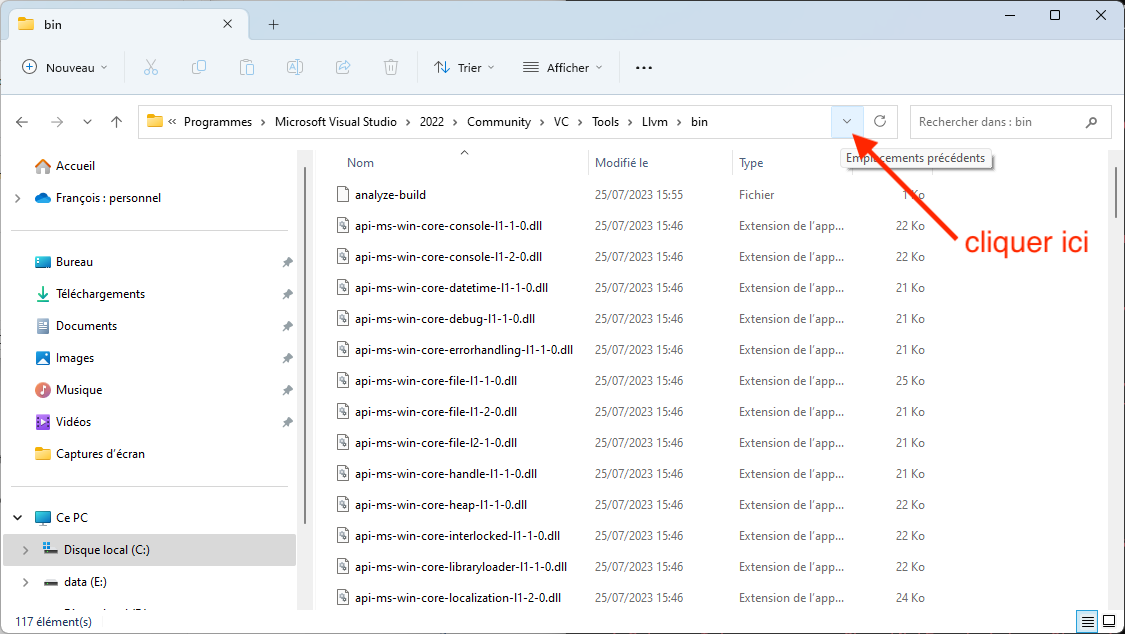 bin
Nouveau
Trier
Afficher
« Programmes > Microsoft Visual Studio > 2022 > Community > VC > Tools > Llvm > bin
Rechercher dans : bin
Emplacements précédents
cliquer ici
Accueil
François : personnel
Bureau
Téléchargements
Documents
Images
Musique
Vidéos
Captures d'écran
Ce PC
Disque local (C:)
data (E:)
Nom Modifié le Type
analyze-build 25/07/2023 15:55 Fichier 1 Ko
api-ms-win-core-console-l1-1-0.dll 25/07/2023 15:46 Extension de l'app... 22 Ko
api-ms-win-core-console-l1-2-0.dll 25/07/2023 15:46 Extension de l'app... 22 Ko
api-ms-win-core-datetime-l1-1-0.dll 25/07/2023 15:46 Extension de l'app... 21 Ko
api-ms-win-core-debug-l1-1-0.dll 25/07/2023 15:46 Extension de l'app... 21 Ko
api-ms-win-core-errorhandling-l1-1-0.dll 25/07/2023 15:46 Extension de l'app... 21 Ko
api-ms-win-core-file-l1-1-0.dll 25/07/2023 15:46 Extension de l'app... 25 Ko
api-ms-win-core-file-l1-2-0.dll 25/07/2023 15:46 Extension de l'app... 21 Ko
api-ms-win-core-file-l2-1-0.dll 25/07/2023 15:46 Extension de l'app... 21 Ko
api-ms-win-core-handle-l1-1-0.dll 25/07/2023 15:46 Extension de l'app... 21 Ko
api-ms-win-core-heap-l1-1-0.dll 25/07/2023 15:46 Extension de l'app... 22 Ko
api-ms-win-core-interlocked-l1-1-0.dll 25/07/2023 15:46 Extension de l'app... 22 Ko
api-ms-win-core-libraryloader-l1-1-0.dll 25/07/2023 15:46 Extension de l'app... 22 Ko
api-ms-win-core-localization-l1-2-0.dll 25/07/2023 15:46 Extension de l'app... 24 Ko
117 élément(s)